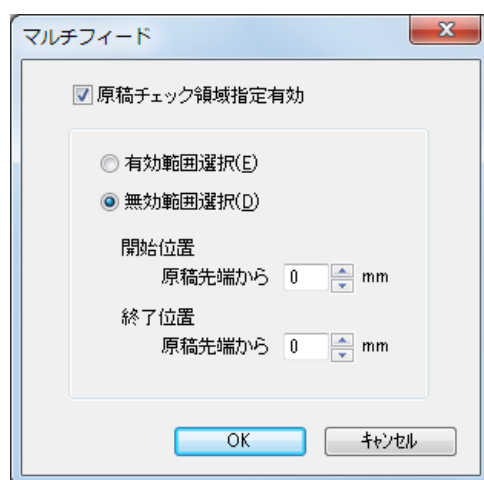 マルチフィード
原稿チェック領域指定有効
有効範囲選択(E)
無効範囲選択(D)
開始位置
原稿先端から 0 mm
終了位置
原稿先端から 0 mm
OK ｷｬﾝｾﾙ